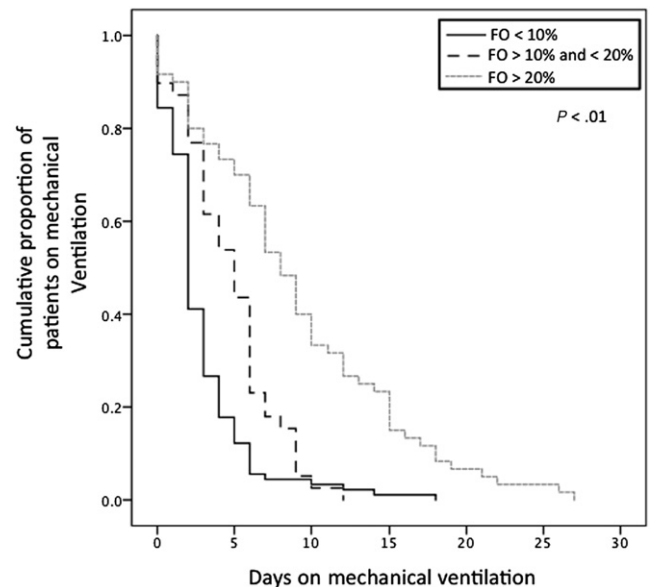 FO < 10%
FO > 10% and < 20%
FO > 20%
P < .01
Cumulative proportion of
patients on mechanical
Ventilation
1.0
0.8
0.6
0.4
0.2
0.0
0 5 10 15 20 25 30
Days on mechanical ventilation